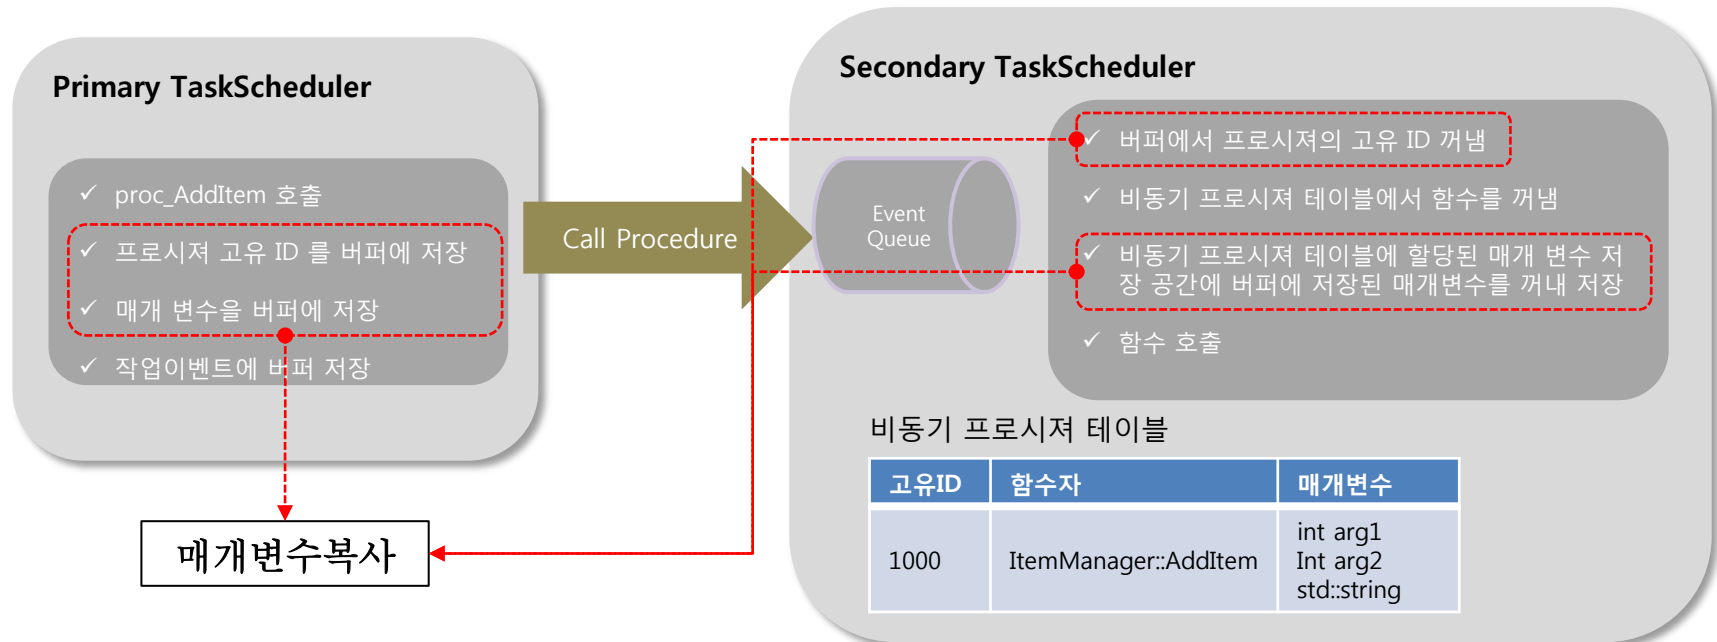 Primary TaskScheduler
✓ proc_AddItem 호출
✓ 프로시져 고유 ID 를 버퍼에 저장
✓ 매개 변수을 버퍼에 저장
✓ 작업이벤트에 버퍼 저장
매개변수복사
Call Procedure
Secondary TaskScheduler
Event
Queue
✓ 버퍼에서 프로시져의 고유 ID 꺼냄
✓ 비동기 프로시져 테이블에서 함수를 꺼냄
✓ 비동기 프로시져 테이블에 할당된 매개 변수 저
장 공간에 버퍼에 저장된 매개변수를 꺼내 저장
✓ 함수 호출
비동기 프로시져 테이블
고유ID 함수자 매개변수
1000 ItemManager::AddItem int arg1
Int arg2
std::string